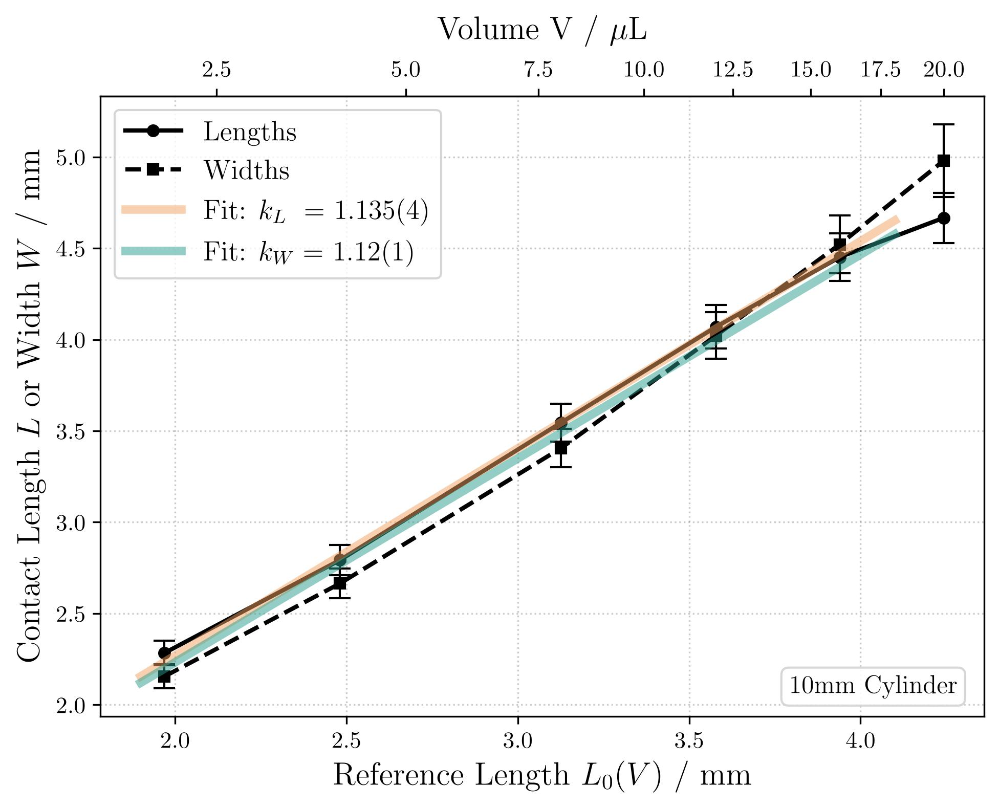 Volume V / μL
2.5 5.0 7.5 10.0 12.5 15.0 17.5 20.0
Lengths
Widths
Fit: k_L = 1.135(4)
Fit: k_W = 1.12(1)
Contact Length L or Width W / mm
5.0
4.5
4.0
3.5
3.0
2.5
2.0
10mm Cylinder
2.0 2.5 3.0 3.5 4.0
Reference Length L_0(V) / mm